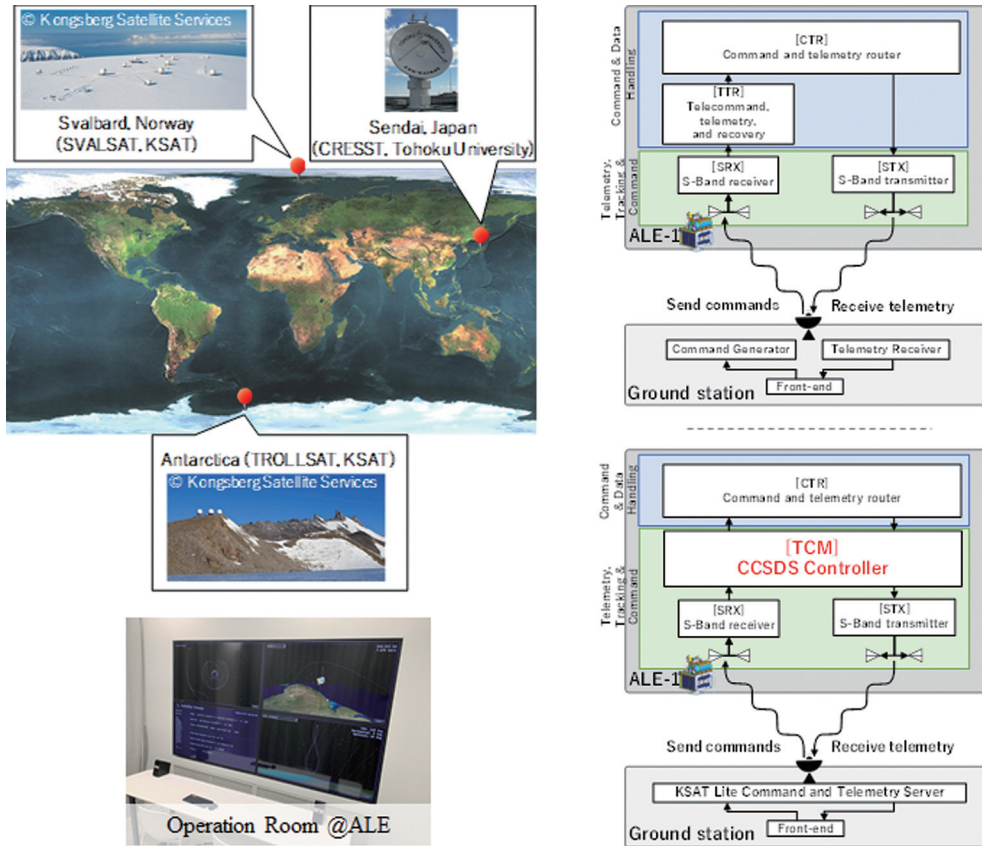 © Kongsberg Satellite Services
Svalbard, Norway
(SVALSAT, KSAT)
Sendai, Japan
(CRESST, Tohoku University)
Antarctica (TROLLSAT, KSAT)
© Kongsberg Satellite Services
Operation Room @ALE
Command & Data
Handling
[CTR]
Command and telemetry router
[TTR]
Telecommand,
telemetry,
and recovery
Telemetry,
Tracking &
Command
[SRX]
S-Band receiver
[STX]
S-Band transmitter
ALE-1
Send commands
Receive telemetry
Command Generator
Telemetry Receiver
Front-end
Ground station
Command
& Data
Handling
[CTR]
Command and telemetry router
[TCM]
CCSDS Controller
Telemetry,
Tracking &
Command
[SRX]
S-Band receiver
[STX]
S-Band transmitter
ALE-1
Send commands
Receive telemetry
KSAT Lite Command and Telemetry Server
Front-end
Ground station